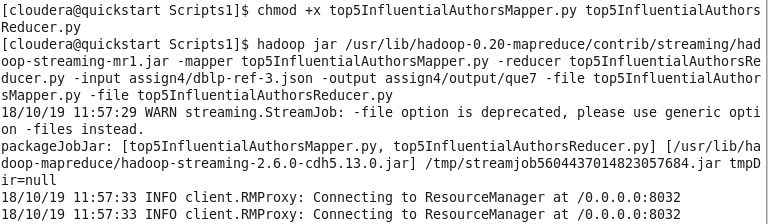 [cloudera@quickstart Scripts1]$ chmod +x top5InfluentialAuthorsMapper.py top5InfluentialAuthors
Reducer.py
[cloudera@quickstart Scripts1]$ hadoop jar /usr/lib/hadoop-0.20-mapreduce/contrib/streaming/had
oop-streaming-mr1.jar -mapper top5InfluentialAuthorsMapper.py -reducer top5InfluentialAuthorsRe
ducer.py -input assign4/dblp-ref-3.json -output assign4/output/que7 -file top5InfluentialAuthor
sMapper.py -file top5InfluentialAuthorsReducer.py
18/10/19 11:57:29 WARN streaming.StreamJob: -file option is deprecated, please use generic opti
on -files instead.
packageJobJar: [top5InfluentialAuthorsMapper.py, top5InfluentialAuthorsReducer.py] [/usr/lib/ha
doop-mapreduce/hadoop-streaming-2.6.0-cdh5.13.0.jar] /tmp/streamjob5604437014823057684.jar tmpD
ir=null
18/10/19 11:57:33 INFO client.RMProxy: Connecting to ResourceManager at /0.0.0.0:8032
18/10/19 11:57:33 INFO client.RMProxy: Connecting to ResourceManager at /0.0.0.0:8032